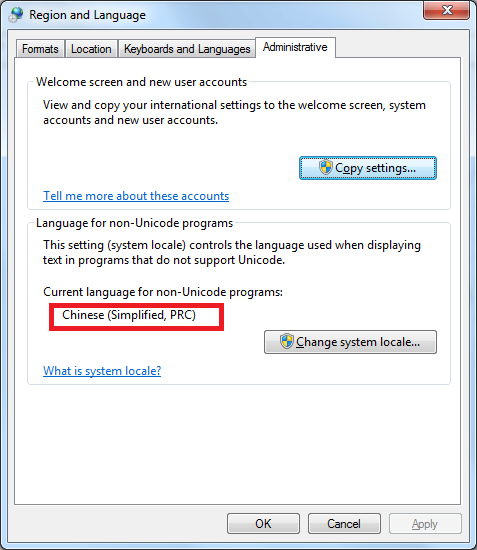 Region and Language
Formats
Location
Keyboards and Languages
Administrative
Welcome screen and new user accounts
View and copy your international settings to the welcome screen, system
accounts and new user accounts.
Copy settings...
Tell me more about these accounts
Language for non-Unicode programs
This setting (system locale) controls the language used when displaying
text in programs that do not support Unicode.
Current language for non-Unicode programs:
Chinese (Simplified, PRC)
Change system locale...
What is system locale?
OK
Cancel
Apply